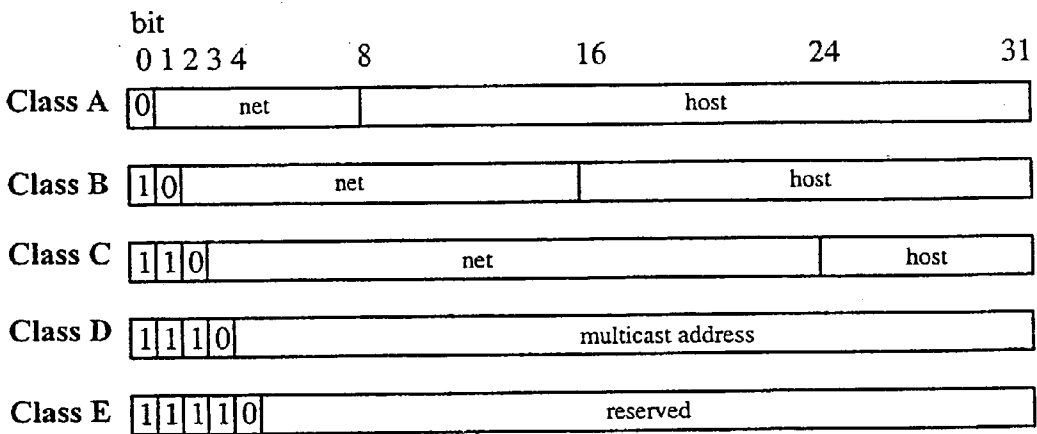 bit
0 1 2 3 4 8 16 24 31
Class A 0 net host
Class B 1 0 net host
Class C 1 1 0 net host
Class D 1 1 1 0 multicast address
Class E 1 1 1 1 0 reserved